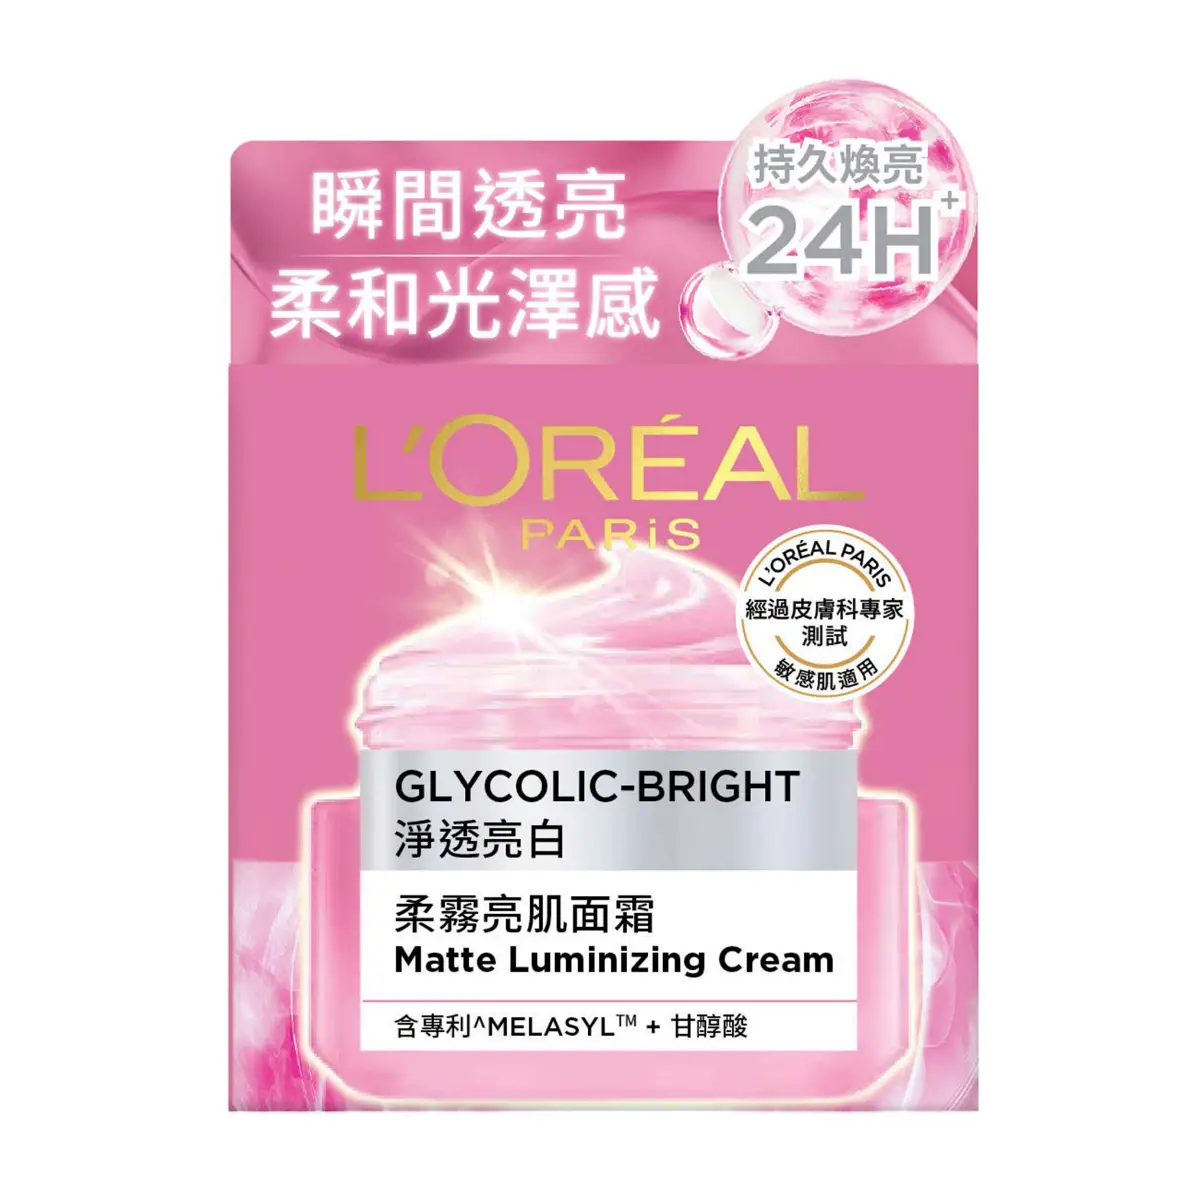 瞬間透亮
柔和光澤感
持久煥亮
24H+
L'ORÉAL
PARiS
L'ORÉAL PARIS
經過皮膚科專家
測試
敏感肌適用
GLYCOLIC-BRIGHT
淨透亮白
柔霧亮肌面霜
Matte Luminizing Cream
含專利^MELASYL™ + 甘醇酸